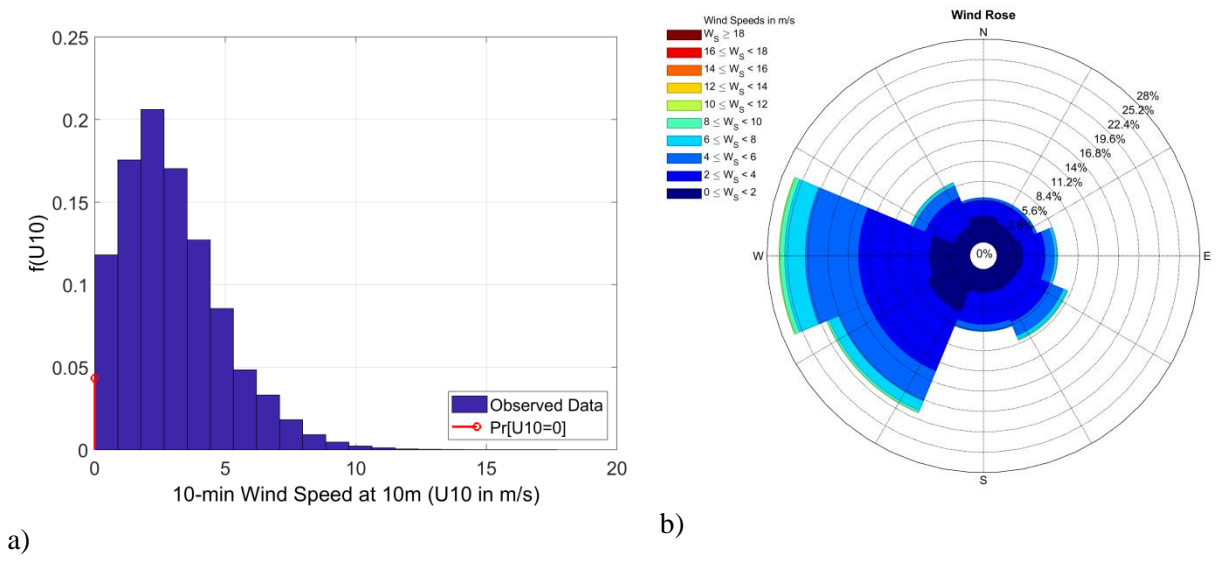 0.25
0.2
0.15
0.1
0.05
0
f(U10)
0 5 10 15 20
10-min Wind Speed at 10m (U10 in m/s)
Observed Data
Pr[U10=0]
a)
Wind Speeds in m/s
W_S ≥ 18
16 ≤ W_S < 18
14 ≤ W_S < 16
12 ≤ W_S < 14
10 ≤ W_S < 12
8 ≤ W_S < 10
6 ≤ W_S < 8
4 ≤ W_S < 6
2 ≤ W_S < 4
0 ≤ W_S < 2
Wind Rose
N
28%
25.2%
22.4%
19.6%
16.8%
14%
11.2%
8.4%
5.6%
2.8%
0%
W
E
S
b)